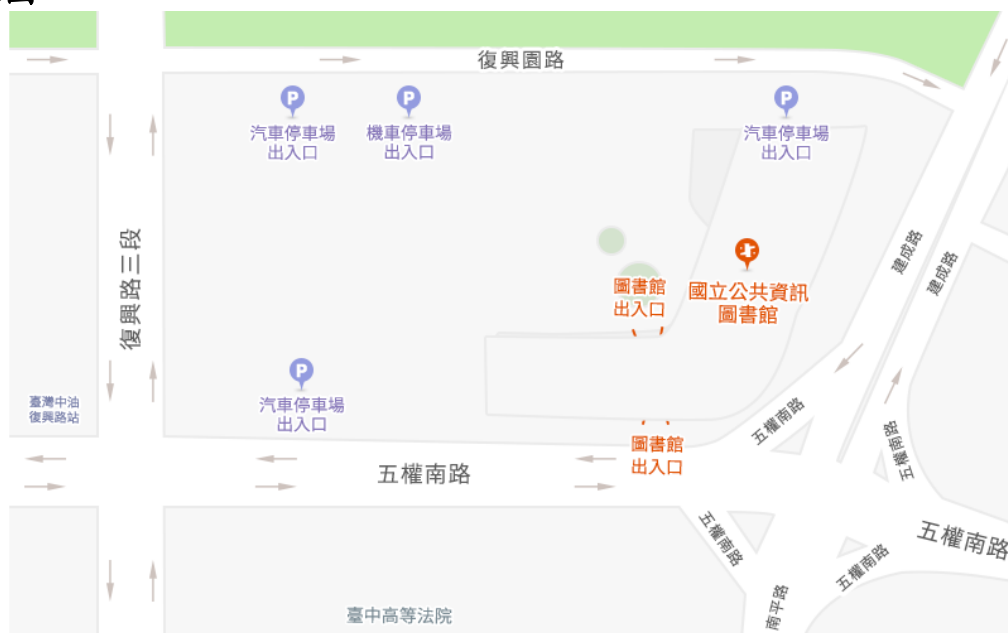 復興園路
汽車停車場
出入口
機車停車場
出入口
汽車停車場
出入口
復興路三段
建成路
建成路
圖書館
出入口
國立公共資訊
圖書館
臺灣中油
復興路站
汽車停車場
出入口
五權南路
五權南路
圖書館
出入口
五權南路
五權南路
五權南路
五權南路
南平路
臺中高等法院